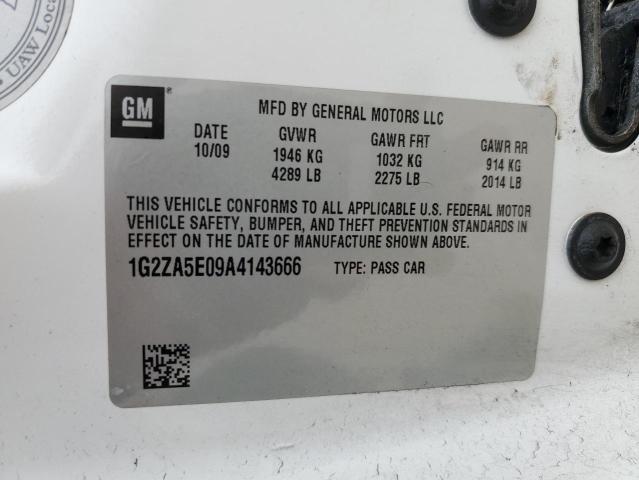 UAW Loca
GM ®
MFD BY GENERAL MOTORS LLC
DATE GVWR GAWR FRT GAWR RR
10/09 1946 KG 1032 KG 914 KG
4289 LB 2275 LB 2014 LB
THIS VEHICLE CONFORMS TO ALL APPLICABLE U.S. FEDERAL MOTOR
VEHICLE SAFETY, BUMPER, AND THEFT PREVENTION STANDARDS IN
EFFECT ON THE DATE OF MANUFACTURE SHOWN ABOVE.
1G2ZA5E09A4143666 TYPE: PASS CAR